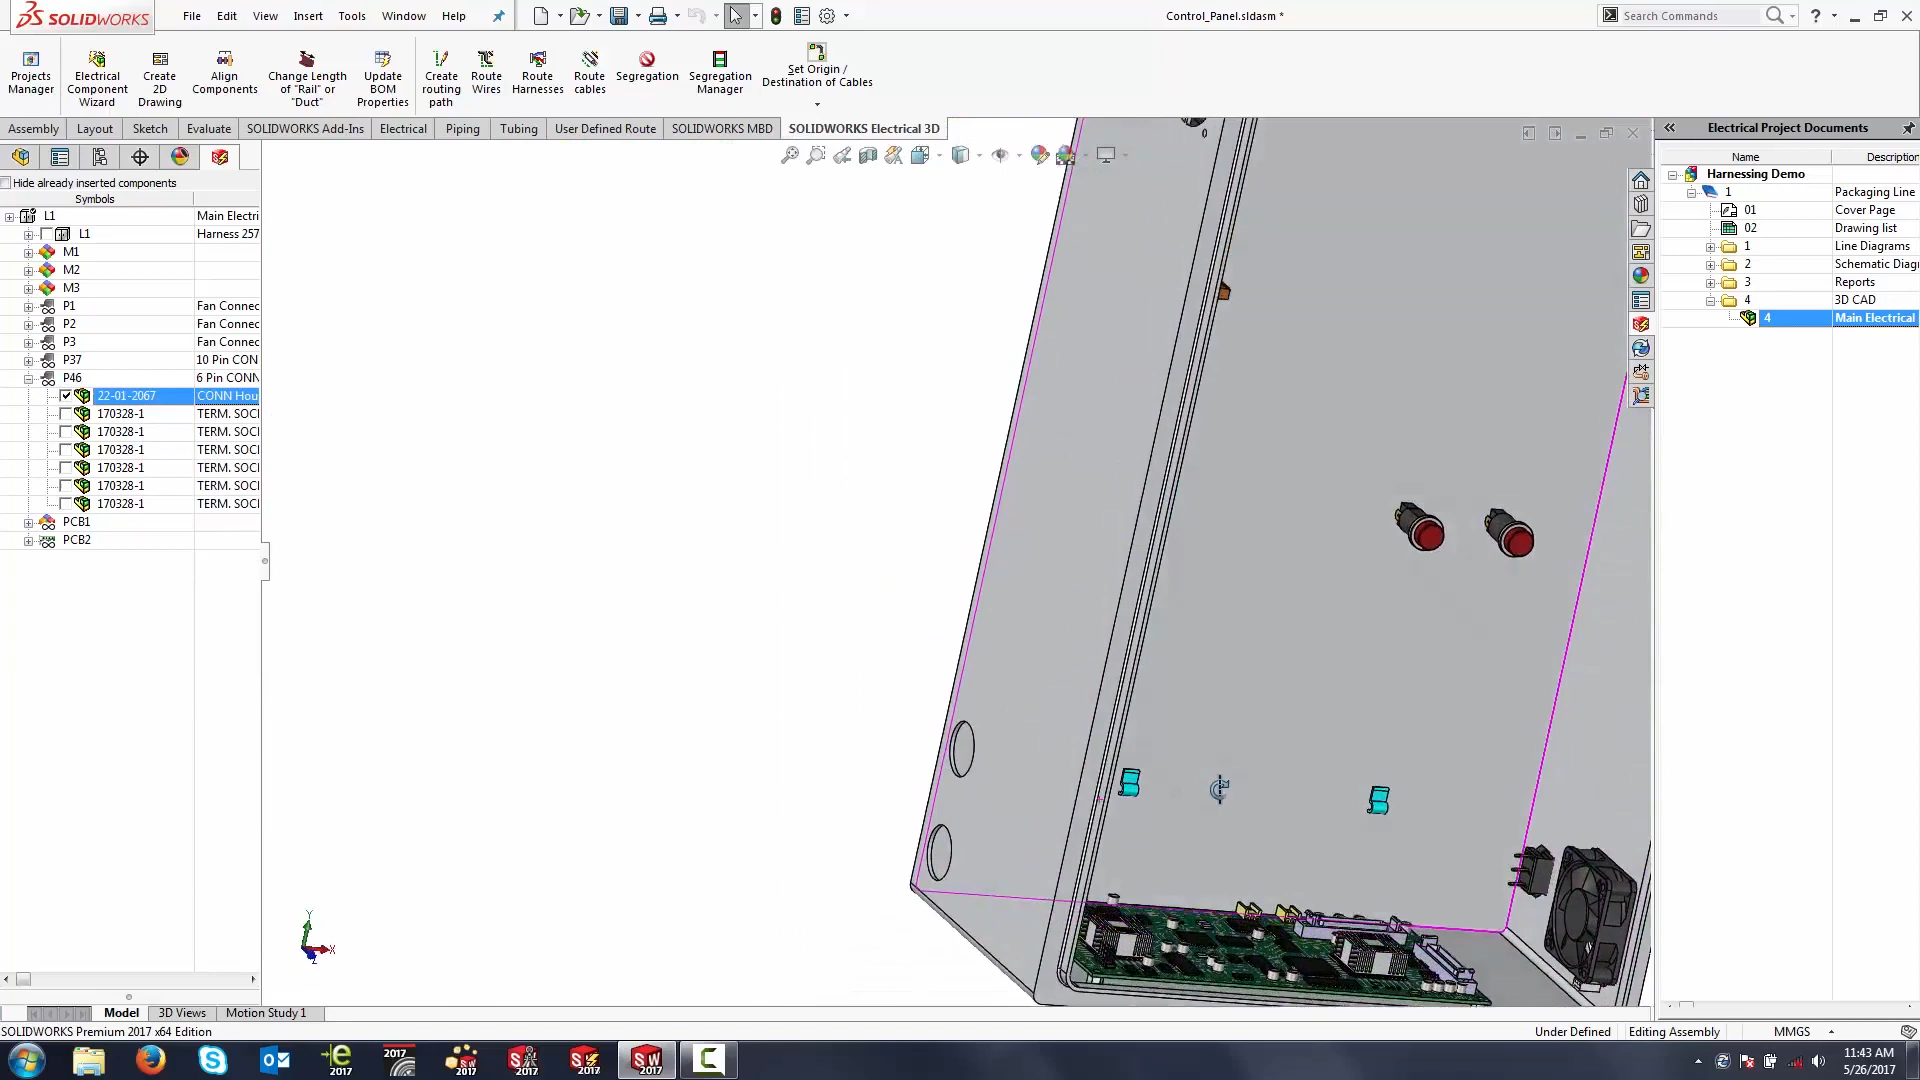 SOLIDWORKS
File Edit View Insert Tools Window Help
Control_Panel.sldasm *
Search Commands
Projects Manager
Electrical Component Wizard
Create 2D Drawing
Align Components
Change Length of "Rail" or "Duct"
Update BOM Properties
Create routing path
Route Wires
Route Harnesses
Route cables
Segregation
Segregation Manager
Set Origin / Destination of Cables
Assembly Layout Sketch Evaluate SOLIDWORKS Add-Ins Electrical Piping Tubing User Defined Route SOLIDWORKS MBD SOLIDWORKS Electrical 3D
Hide already inserted components
Symbols
L1 Main Electri
L1 Harness 257
M1
M2
M3
P1 Fan Connec
P2 Fan Connec
P3 Fan Connec
P37 10 Pin CON
P46 6 Pin CONN
22-01-2067 CONN Hou
170328-1 TERM. SOCI
170328-1 TERM. SOCI
170328-1 TERM. SOCI
170328-1 TERM. SOCI
170328-1 TERM. SOCI
170328-1 TERM. SOCI
PCB1
PCB2
Y
X
Z
Electrical Project Documents
Name Description
Harnessing Demo
1 Packaging Line
01 Cover Page
02 Drawing list
1 Line Diagrams
2 Schematic Diagr
3 Reports
4 3D CAD
4 Main Electrical
Model 3D Views Motion Study 1
SOLIDWORKS Premium 2017 x64 Edition
Under Defined Editing Assembly MMGS
2017 2017 2017 2017 2017 2017
11:43 AM
5/26/2017